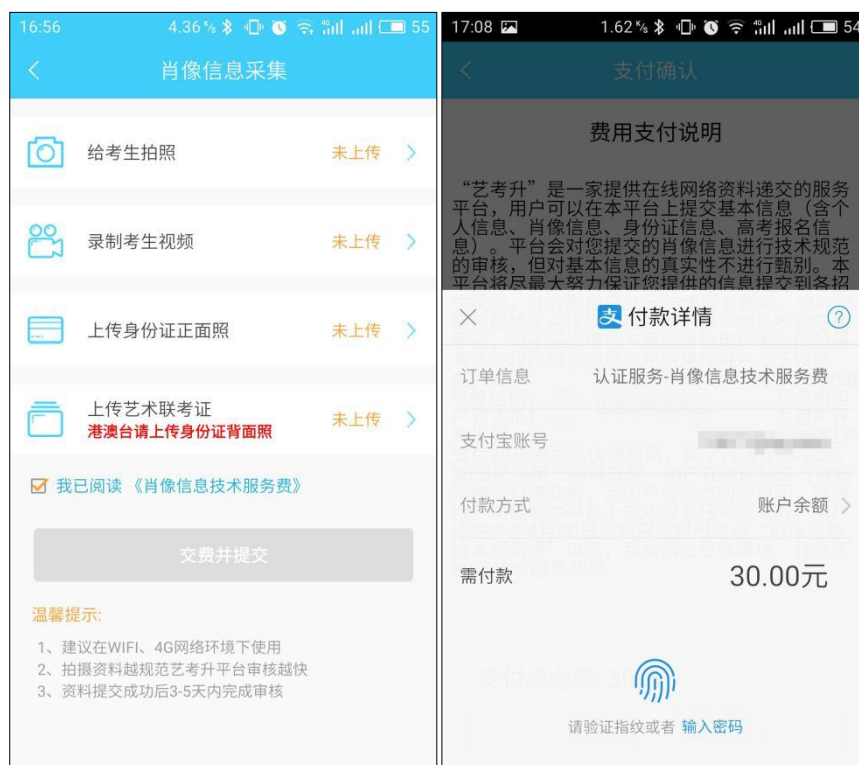 16:56
4.36 ᴷ/s
55
肖像信息采集
给考生拍照
未上传
录制考生视频
未上传
上传身份证正面照
未上传
上传艺术联考证
港澳台请上传身份证背面照
未上传
我已阅读 《肖像信息技术服务费》
交费并提交
温馨提示:
1、建议在WIFI、4G网络环境下使用
2、拍摄资料越规范艺考升平台审核越快
3、资料提交成功后3-5天内完成审核
17:08
1.62 ᴷ/s
54
支付确认
费用支付说明
“艺考升”是一家提供在线网络资料递交的服务
平台，用户可以在本平台上提交基本信息（含个
人信息、肖像信息、身份证信息、高考报名信
息）。平台会对您提交的肖像信息进行技术规范
的审核，但对基本信息的真实性不进行甄别。本
平台将尽最大努力保证您提供的信息提交到各招
支 付款详情
订单信息
认证服务-肖像信息技术服务费
支付宝账号
付款方式
账户余额
需付款
30.00元
请验证指纹或者 输入密码